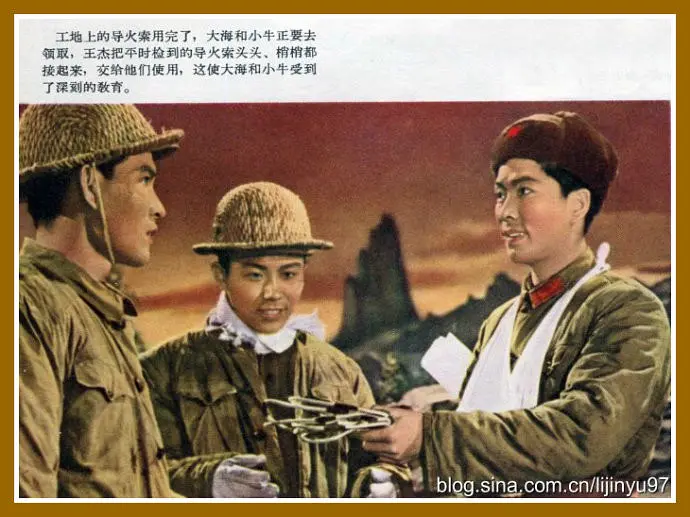 工地上的导火索用完了，大海和小牛正要去
领取，王杰把平时检到的导火索头头、梢梢都
接起来，交给他们使用，这使大海和小牛受到
了深刻的教育。
blog.sina.com.cn/lijinyu97